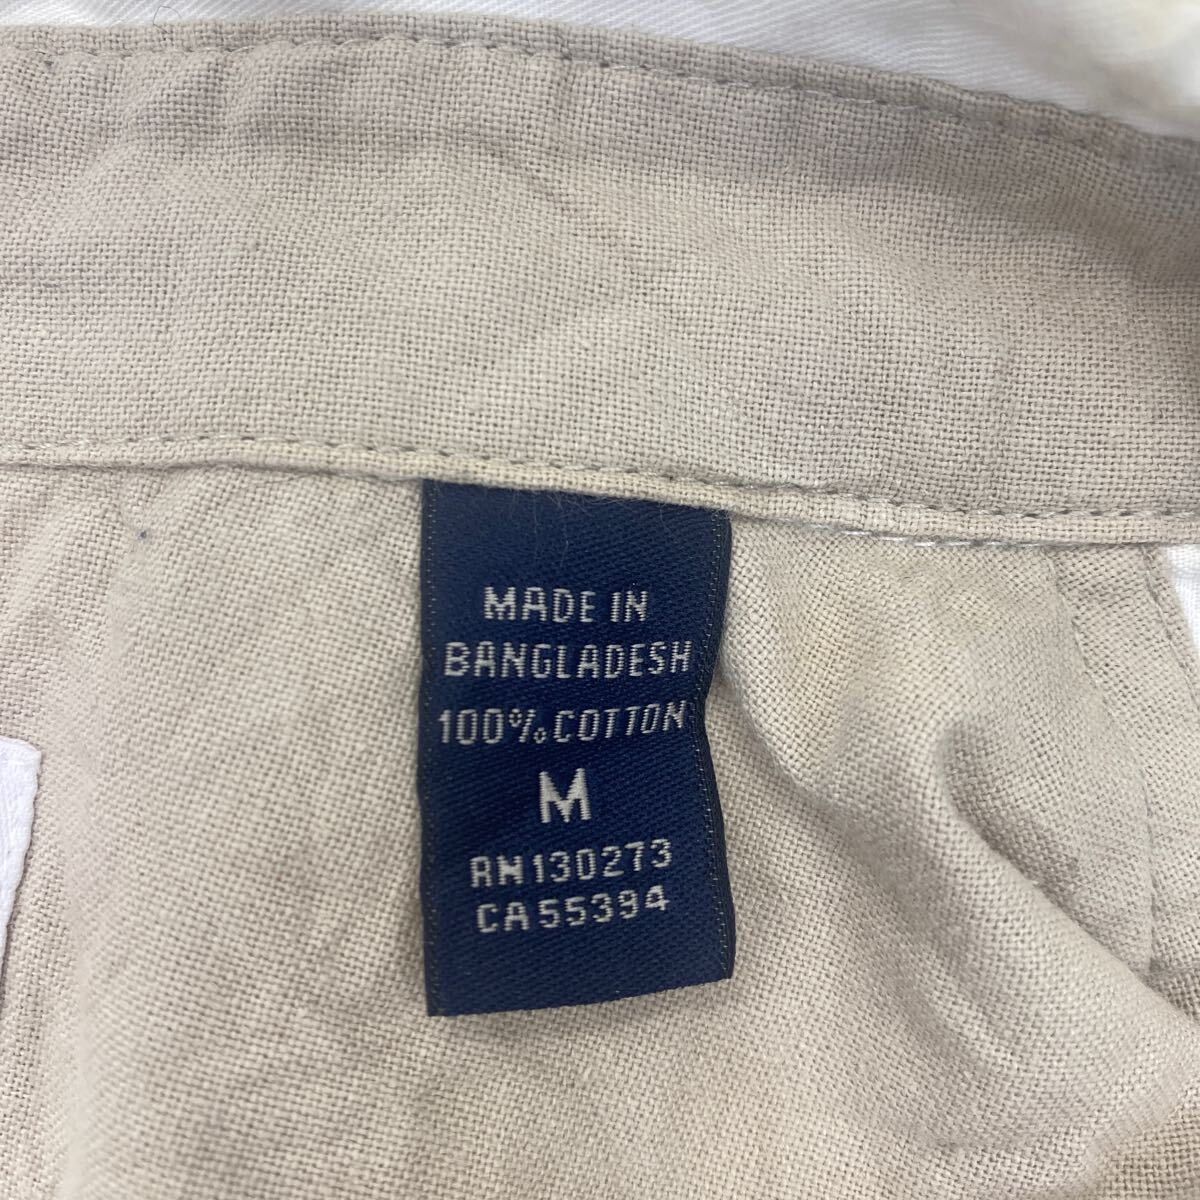 MADE IN
BANGLADESH
100% COTTON
M
RN130273
CA55394